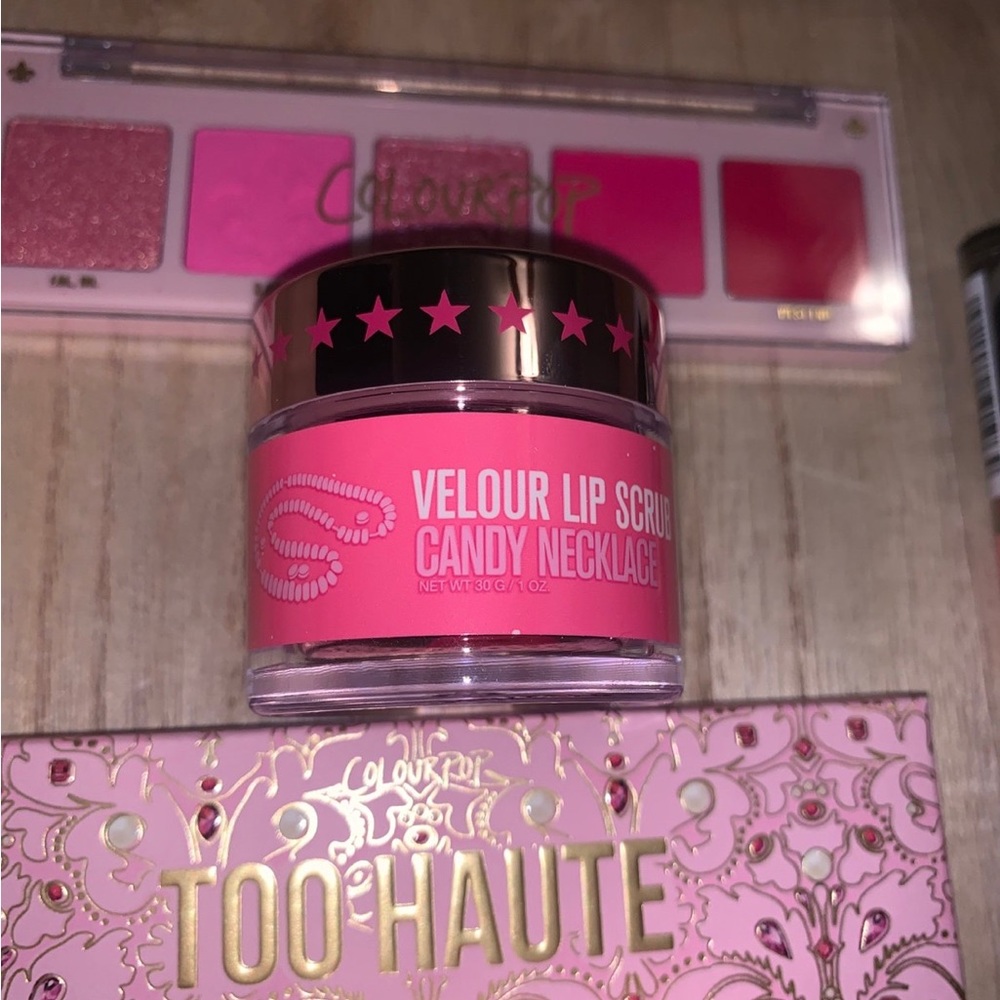 COLOURPOP
VELOUR LIP SCRUB
CANDY NECKLACE
NET WT 30 G / 1 OZ.
COLOURPOP
TOO HAUTE